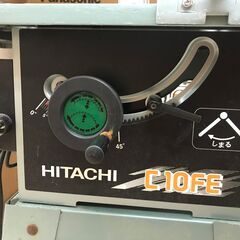 Panasonic
0°
45°
しまる
HITACHI
C10FE